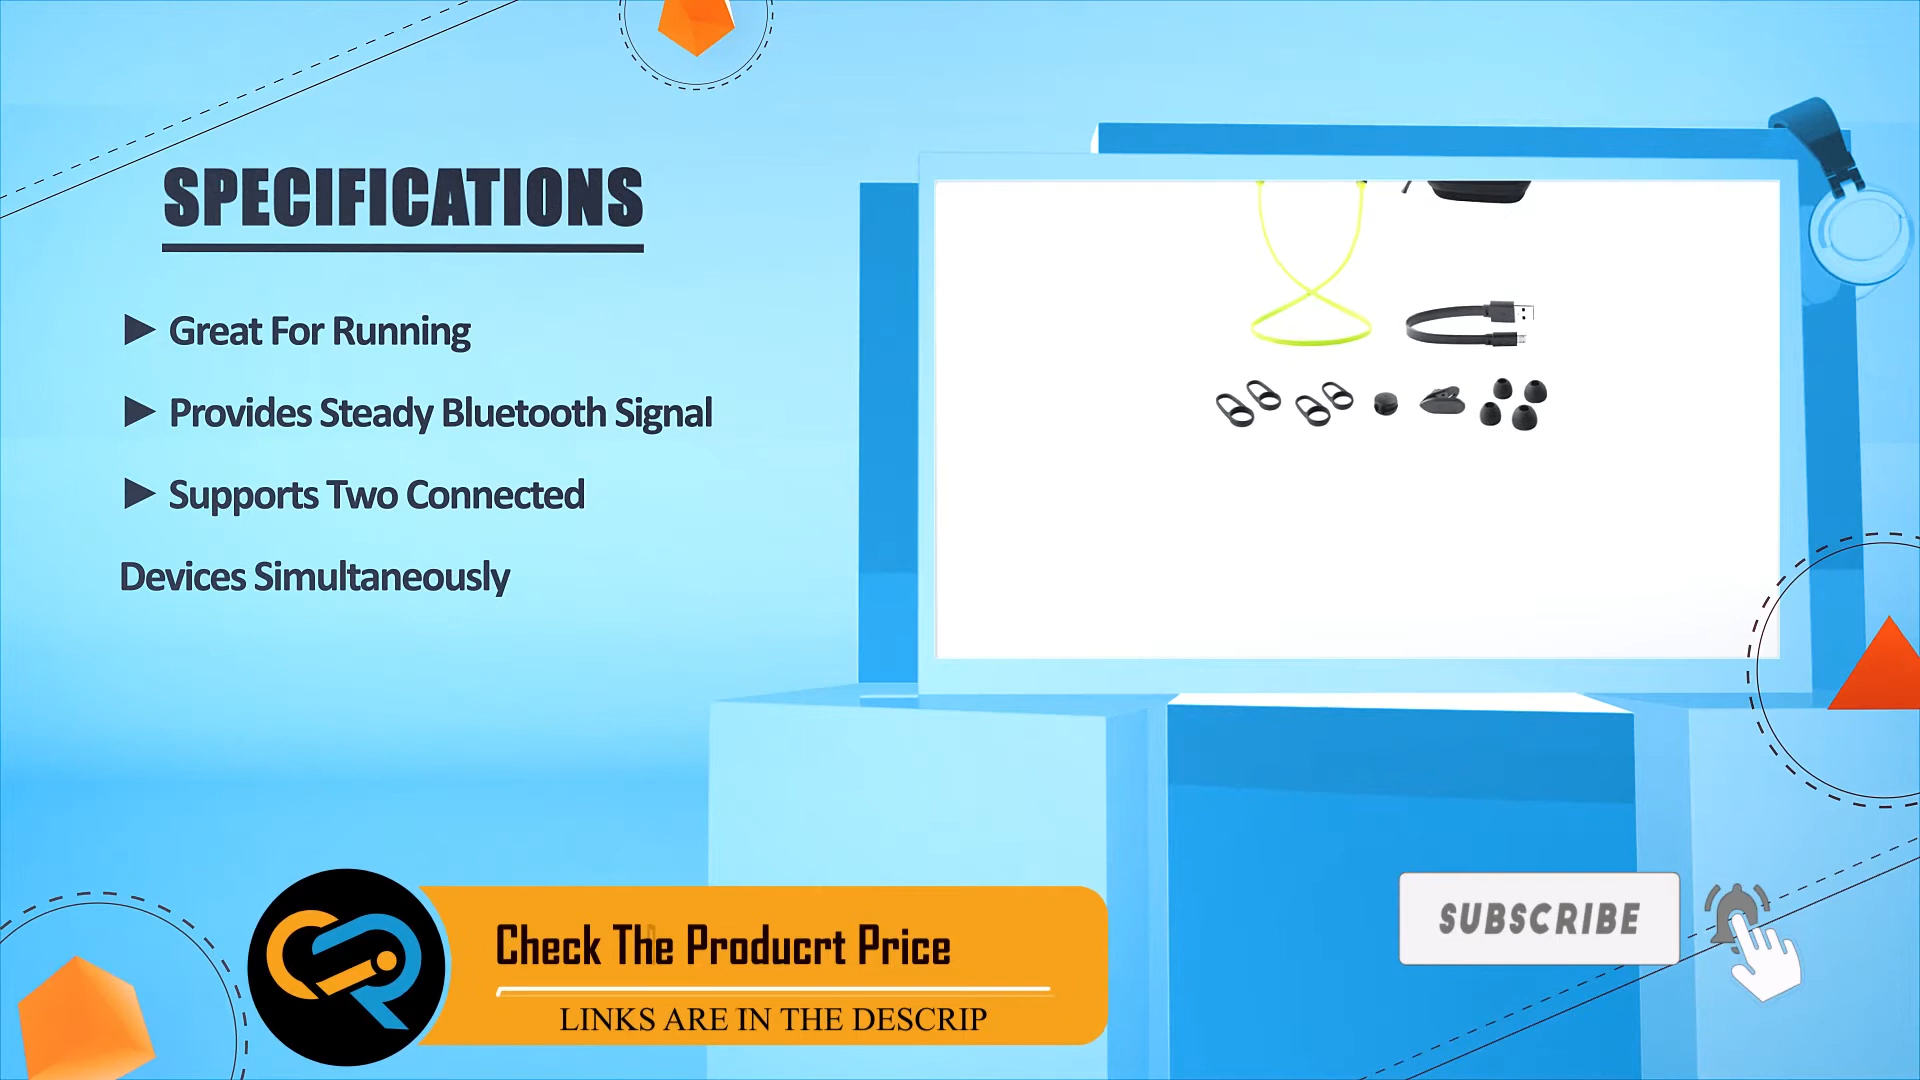 SPECIFICATIONS
► Great For Running
► Provides Steady Bluetooth Signal
► Supports Two Connected
Devices Simultaneously
Check The Producrt Price
LINKS ARE IN THE DESCRIP
SUBSCRIBE